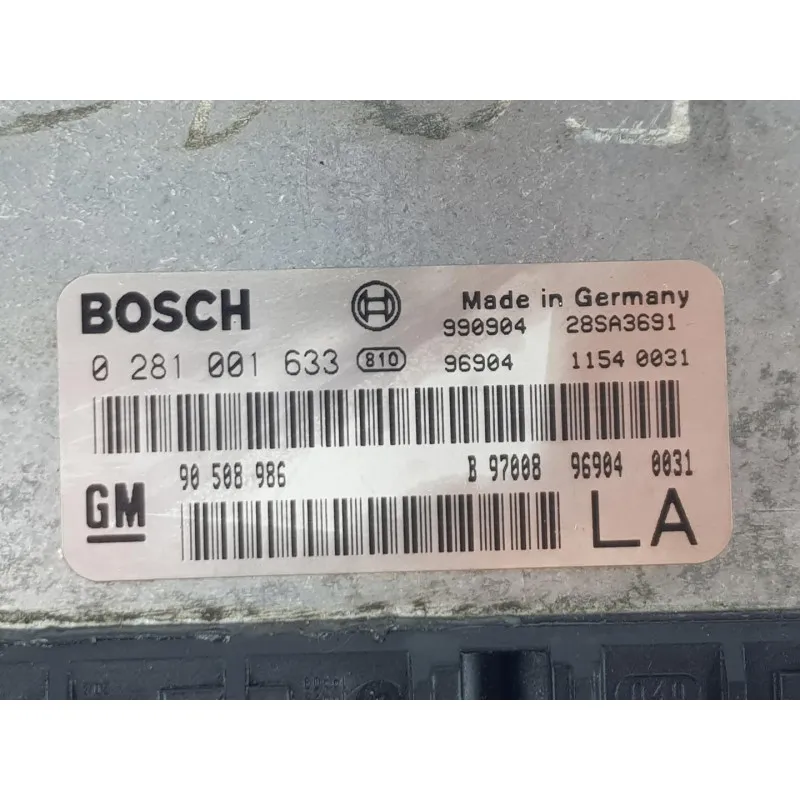 BOSCH Made in Germany
990904 28SA3691
0 281 001 633 810 96904 1154 0031
90 508 986 B 97008 96904 0031
GM LA